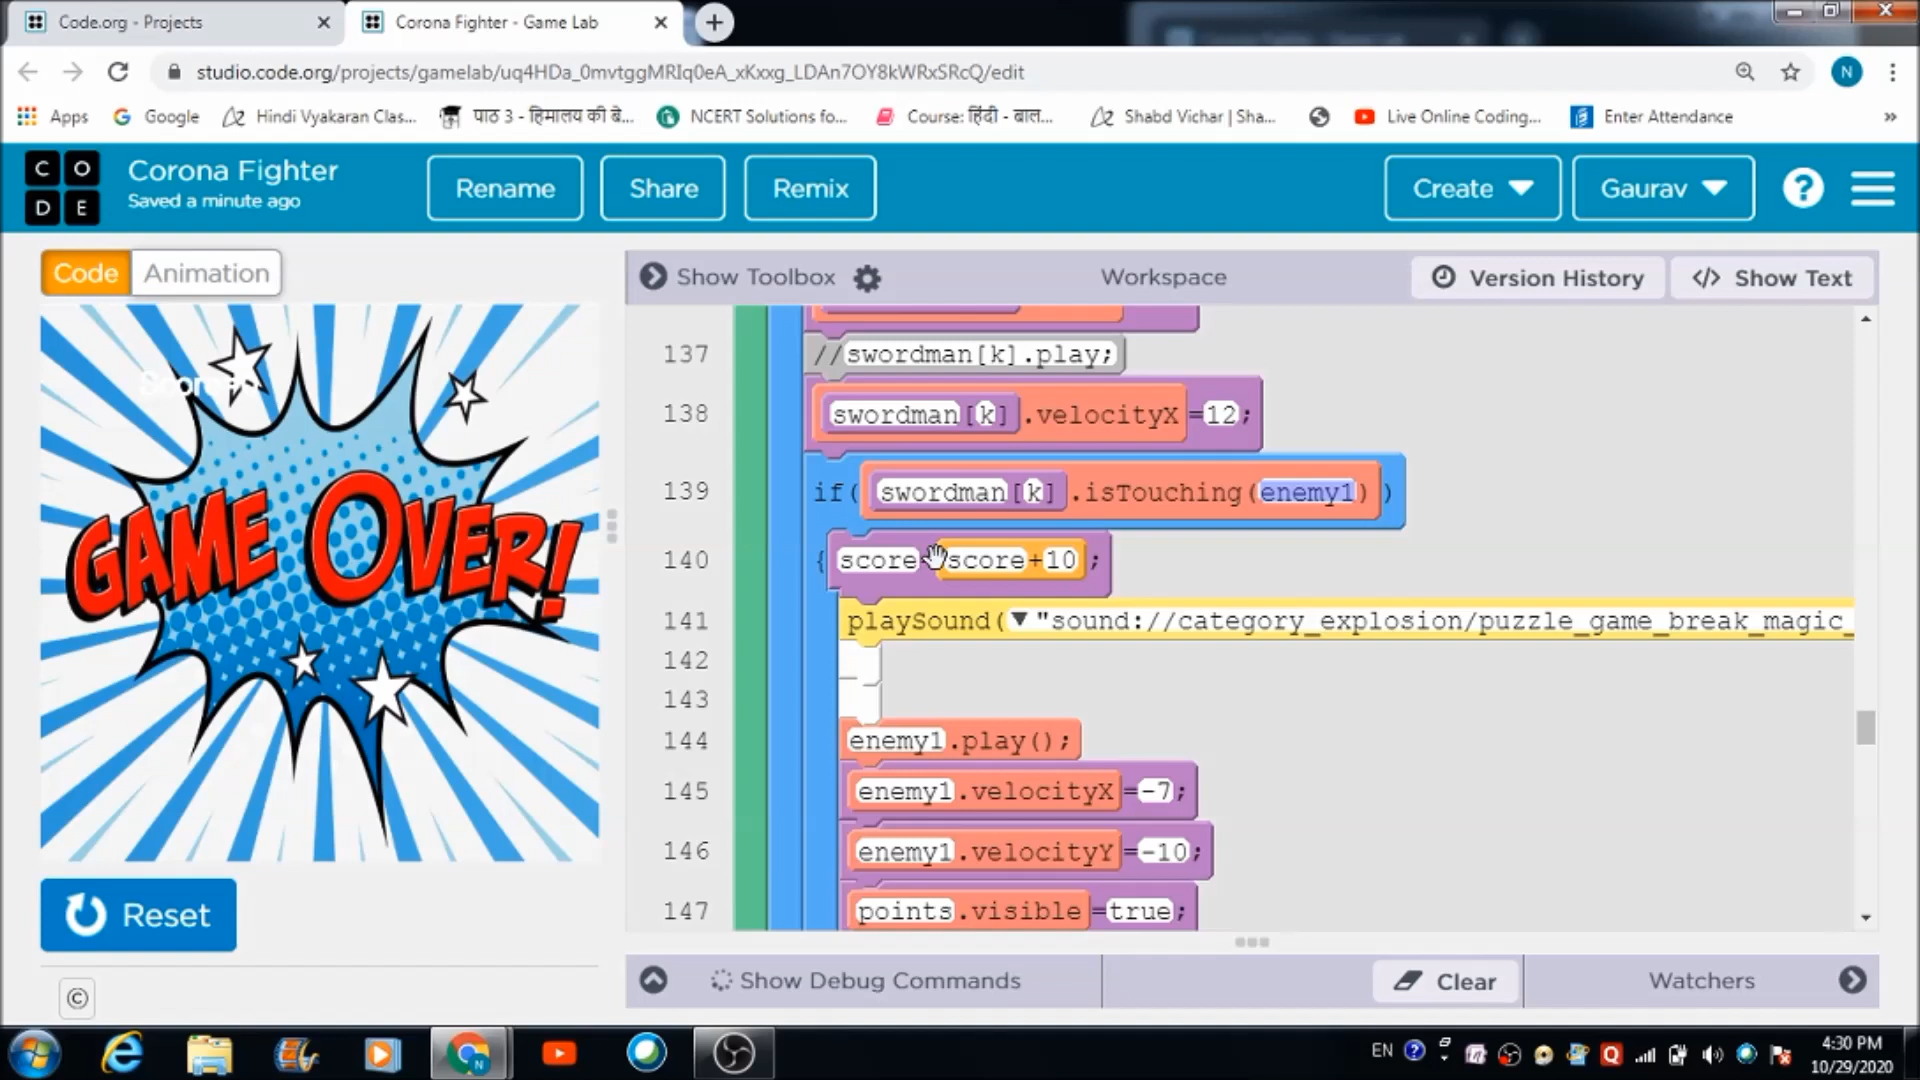 Code.org - Projects
Corona Fighter - Game Lab
studio.code.org/projects/gamelab/uq4HDa_0mvtggMRIq0eA_xKxxg_LDAn7OY8kWRxSRcQ/edit
N
Apps
Google
Hindi Vyakaran Clas...
पाठ 3 - हिमालय की बे...
NCERT Solutions fo...
Course: हिंदी - बाल...
Shabd Vichar | Sha...
Live Online Coding...
Enter Attendance
»
C O
D E
Corona Fighter
Saved a minute ago
Rename
Share
Remix
Create
Gaurav
?
Code
Animation
Show Toolbox
Workspace
Version History
</> Show Text
GAME OVER!
137 //swordman[k].play;
138 swordman[k].velocityX=12;
139 if(swordman[k].isTouching(enemy1))
140 {score score+10;
141 playSound("sound://category_explosion/puzzle_game_break_magic_
142
143
144 enemy1.play();
145 enemy1.velocityX=-7;
146 enemy1.velocityY=-10;
147 points.visible=true;
Reset
©
Show Debug Commands
Clear
Watchers
EN
4:30 PM
10/29/2020